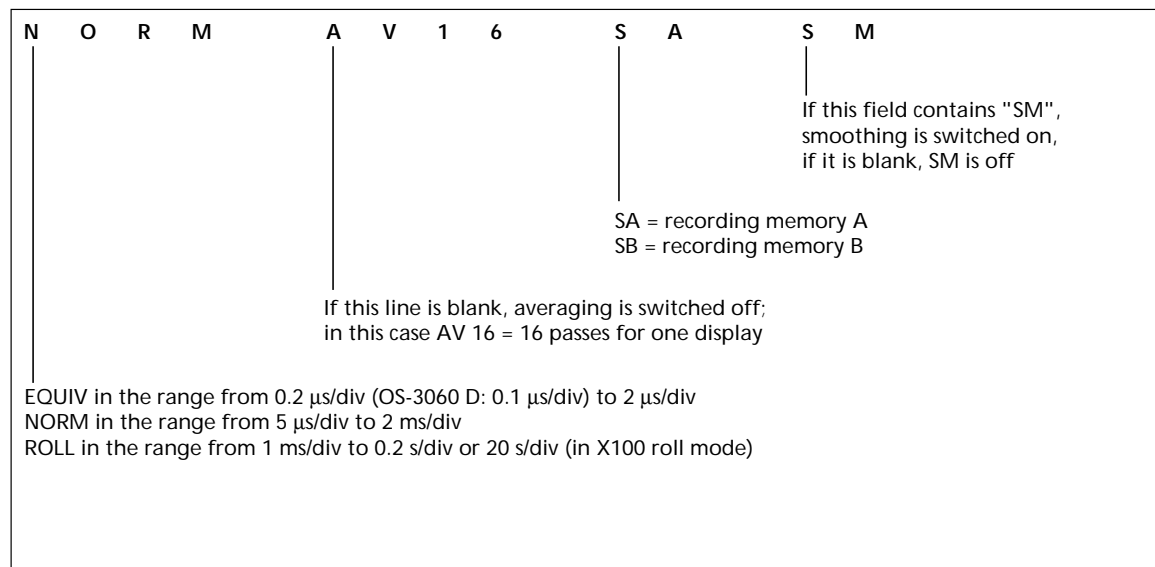 N O R M A V 1 6 S A S M
If this field contains "SM",
smoothing is switched on,
if it is blank, SM is off
SA = recording memory A
SB = recording memory B
If this line is blank, averaging is switched off;
in this case AV 16 = 16 passes for one display
EQUIV in the range from 0.2 µs/div (OS-3060 D: 0.1 µs/div) to 2 µs/div
NORM in the range from 5 µs/div to 2 ms/div
ROLL in the range from 1 ms/div to 0.2 s/div or 20 s/div (in X100 roll mode)